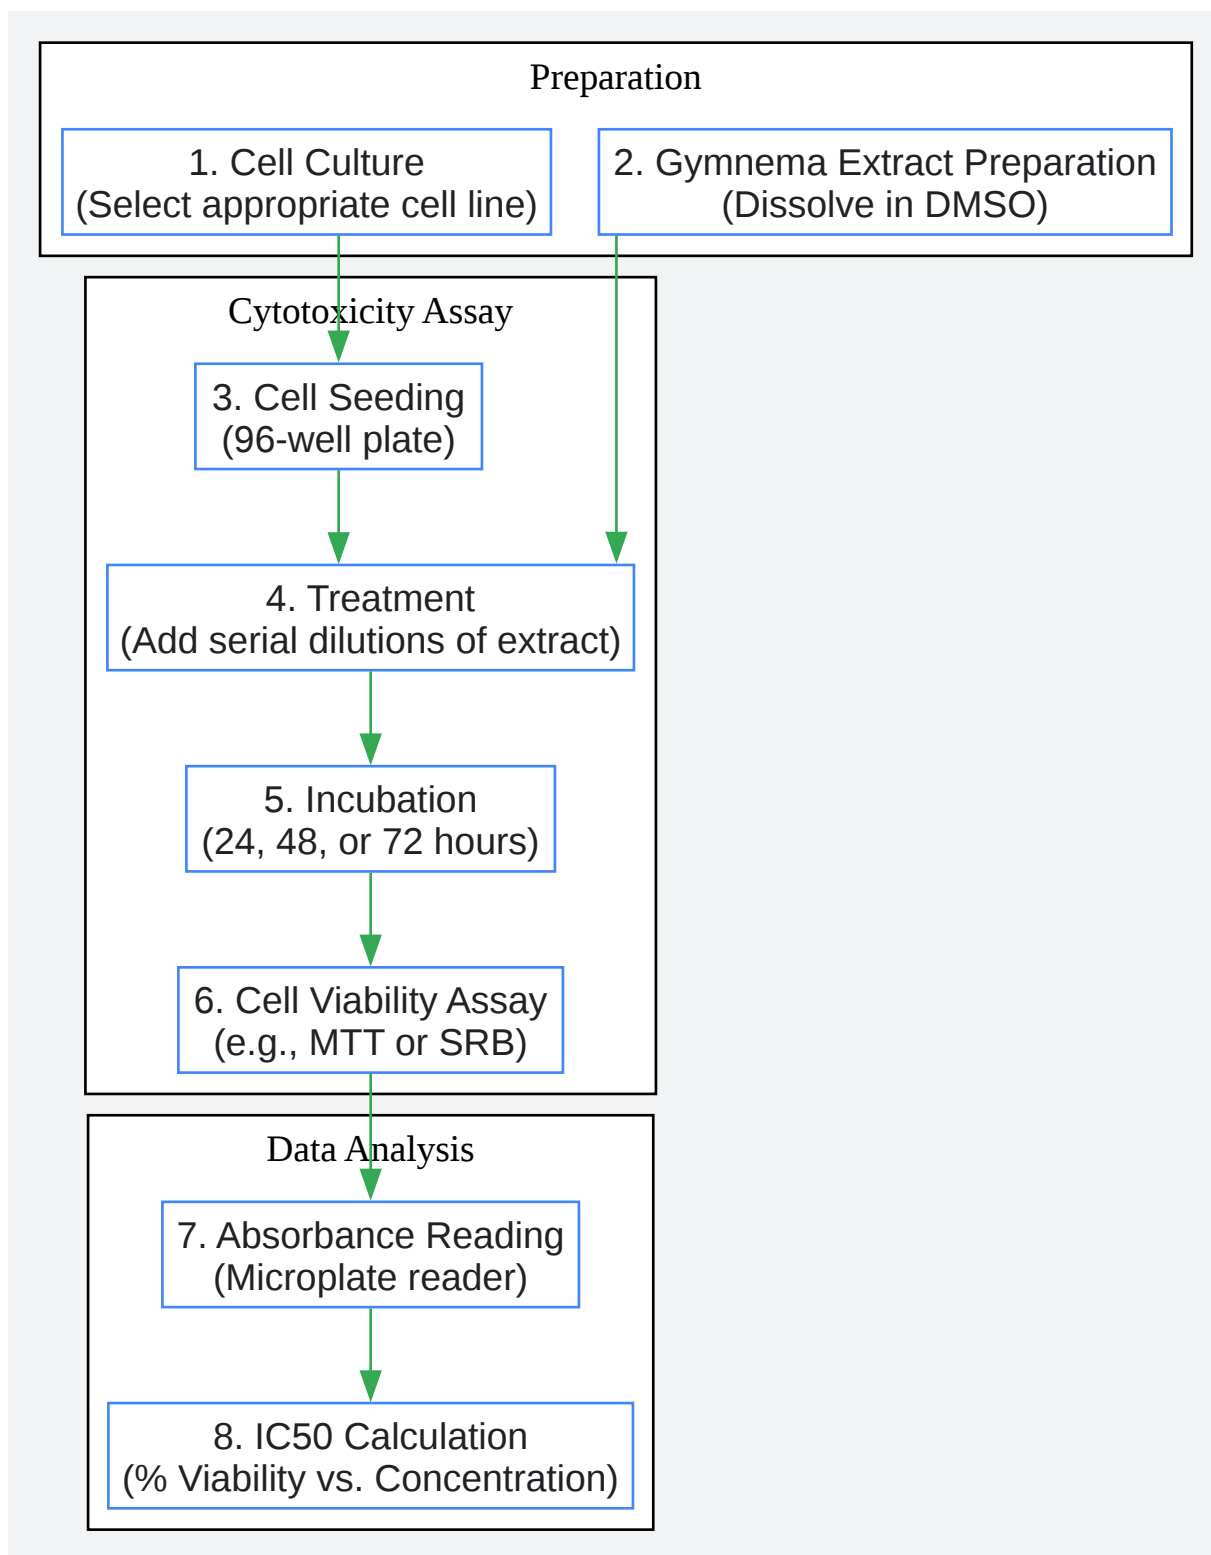 Preparation
1. Cell Culture
(Select appropriate cell line)
2. Gymnema Extract Preparation
(Dissolve in DMSO)
Cytotoxicity Assay
3. Cell Seeding
(96-well plate)
4. Treatment
(Add serial dilutions of extract)
5. Incubation
(24, 48, or 72 hours)
6. Cell Viability Assay
(e.g., MTT or SRB)
Data Analysis
7. Absorbance Reading
(Microplate reader)
8. IC50 Calculation
(% Viability vs. Concentration)